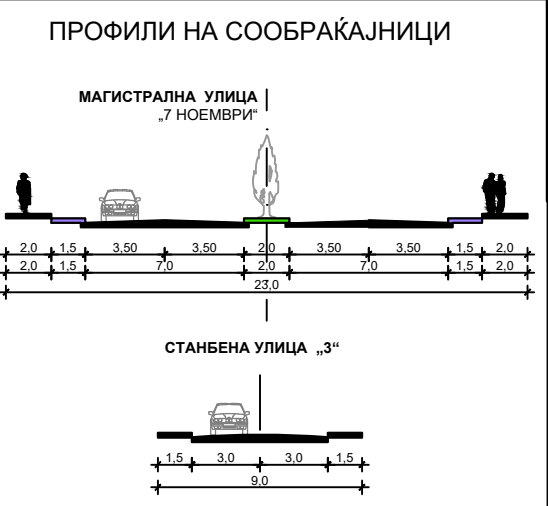 ПРОФИЛИ НА СООБРАЌАЈНИЦИ
МАГИСТРАЛНА УЛИЦА
„7 НОЕМВРИ“
2,0 1,5 3,50 3,50 2,0 3,50 3,50 1,5 2,0
2,0 1,5 7,0 2,0 7,0 1,5 2,0
23,0
СТАНБЕНА УЛИЦА „3“
1,5 3,0 3,0 1,5
9,0